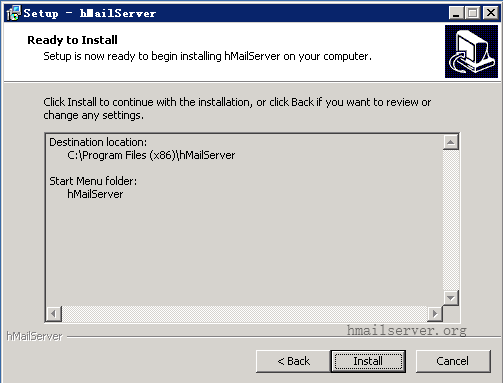 Setup - hMailServer
Ready to Install
Setup is now ready to begin installing hMailServer on your computer.
Click Install to continue with the installation, or click Back if you want to review or
change any settings.
Destination location:
C:\Program Files (x86)\hMailServer
Start Menu folder:
hMailServer
hmailserver.org
hMailServer
< Back
Install
Cancel